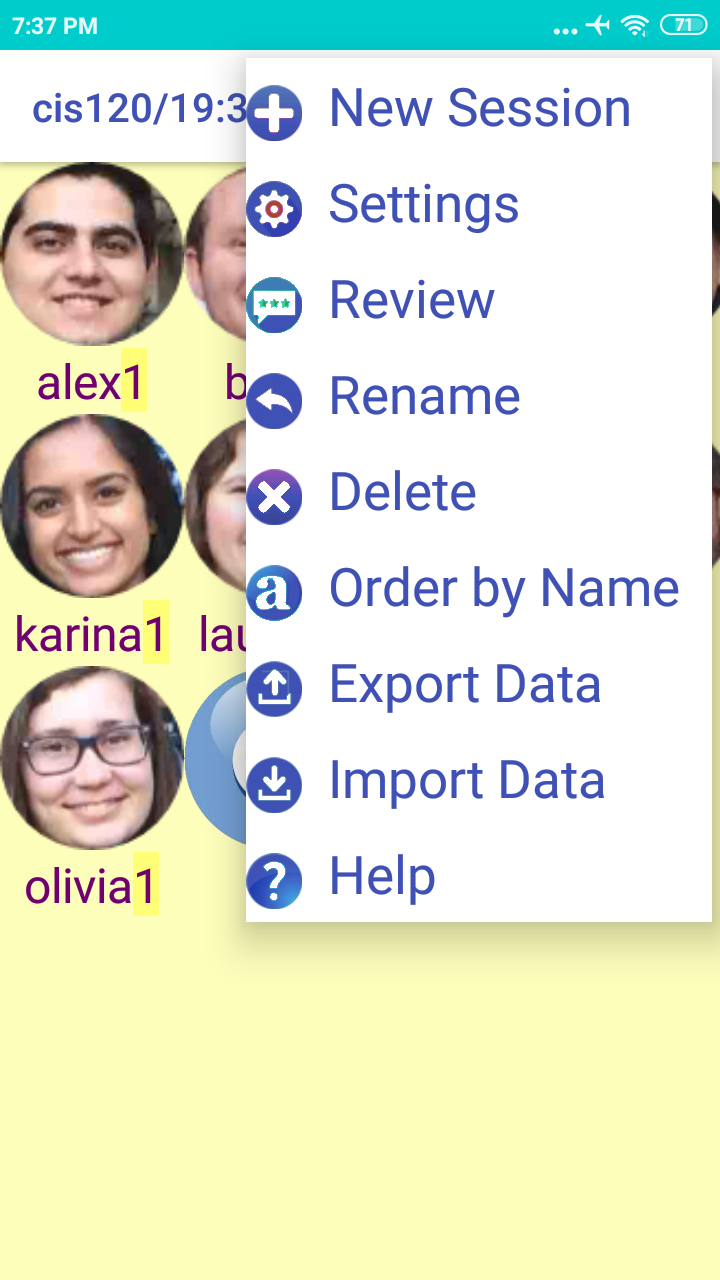 7:37 PM
71
cis120/19:3
New Session
Settings
Review
Rename
Delete
Order by Name
Export Data
Import Data
Help
alex1
b
karina1
lau
olivia1